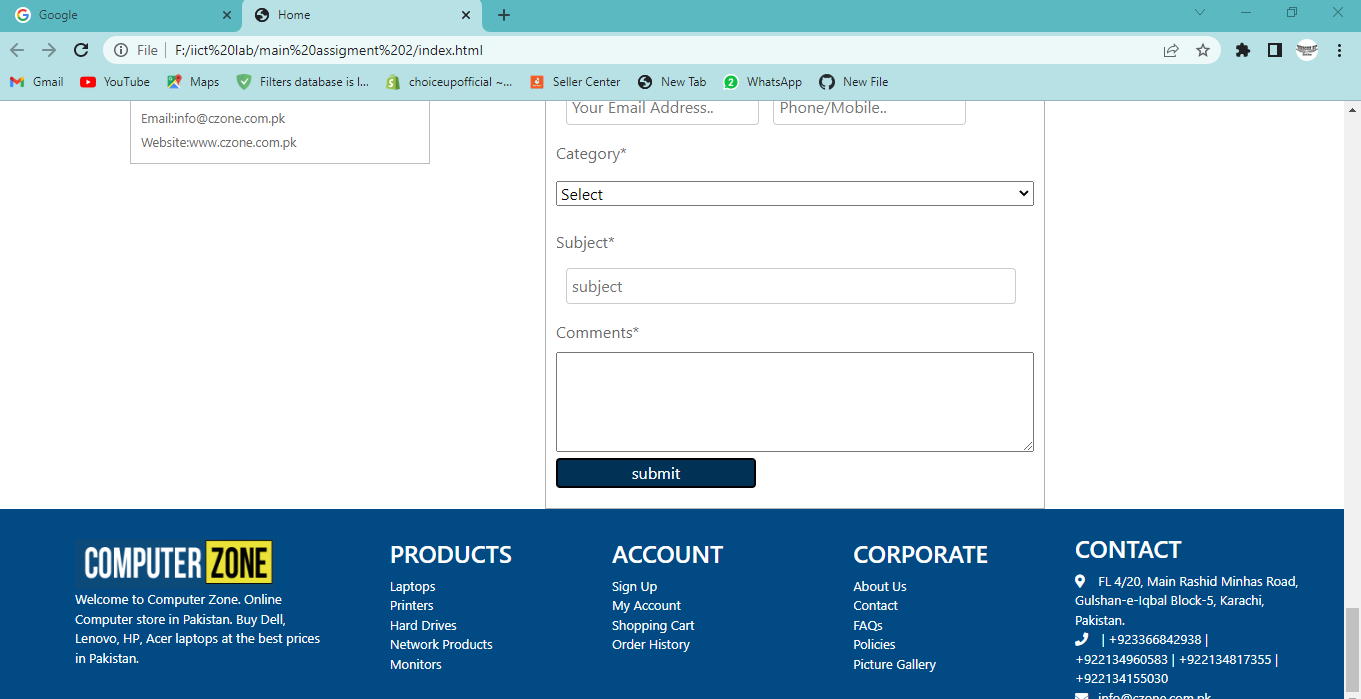 Google
Home
File
F:/iict%20lab/main%20assigment%202/index.html
Gmail
YouTube
Maps
Filters database is l...
choiceupofficial ~...
Seller Center
New Tab
2
WhatsApp
New File
Email:info@czone.com.pk
Website:www.czone.com.pk
Your Email Address..
Phone/Mobile..
Category*
Select
Subject*
subject
Comments*
submit
COMPUTER ZONE
Welcome to Computer Zone. Online
Computer store in Pakistan. Buy Dell,
Lenovo, HP, Acer laptops at the best prices
in Pakistan.
PRODUCTS
Laptops
Printers
Hard Drives
Network Products
Monitors
ACCOUNT
Sign Up
My Account
Shopping Cart
Order History
CORPORATE
About Us
Contact
FAQs
Policies
Picture Gallery
CONTACT
FL 4/20, Main Rashid Minhas Road,
Gulshan-e-Iqbal Block-5, Karachi,
Pakistan.
| +923366842938 |
+922134960583 | +922134817355 |
+922134155030
info@czone.com.pk